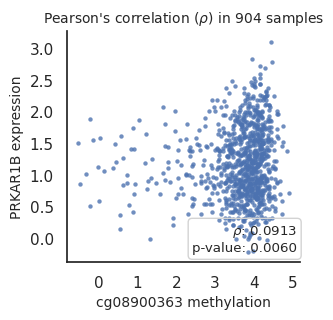 Pearson's correlation (ρ) in 904 samples
3.0
2.5
2.0
1.5
1.0
0.5
0.0
PRKAR1B expression
ρ: 0.0913
p-value: 0.0060
0 1 2 3 4 5
cg08900363 methylation